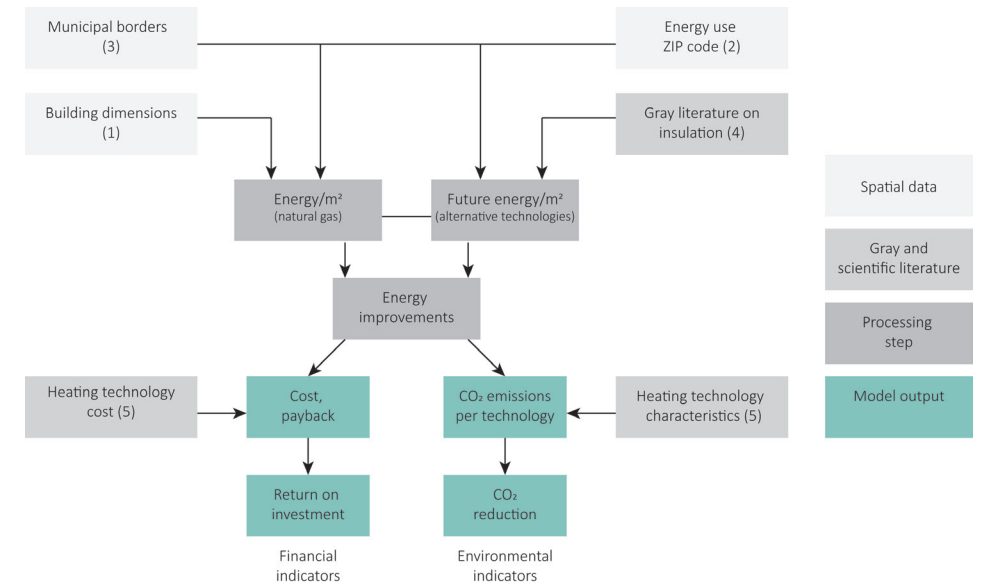 Municipal borders
(3)
Energy use
ZIP code (2)
Building dimensions
(1)
Gray literature on
insulation (4)
Spatial data
Energy/m²
(natural gas)
Future energy/m²
(alternative technologies)
Gray and
scientific literature
Energy
improvements
Processing
step
Heating technology
cost (5)
Cost,
payback
CO₂ emissions
per technology
Heating technology
characteristics (5)
Model output
Return on
investment
CO₂
reduction
Financial
indicators
Environmental
indicators